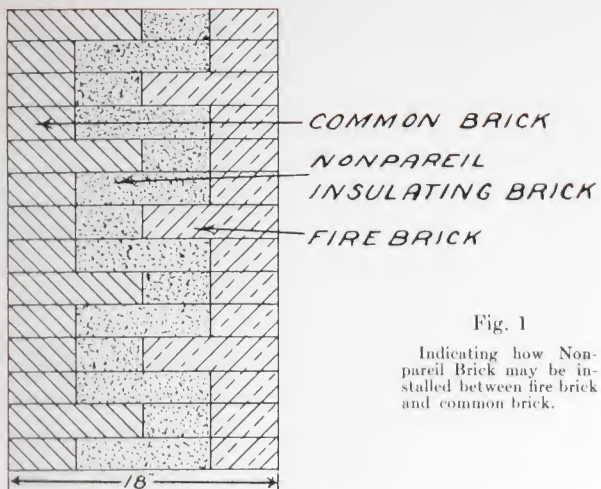 COMMON BRICK
NONPAREIL
INSULATING BRICK
FIRE BRICK
Fig. 1
Indicating how Non-
pareil Brick may be in-
stalled between fire brick
and common brick.
18"